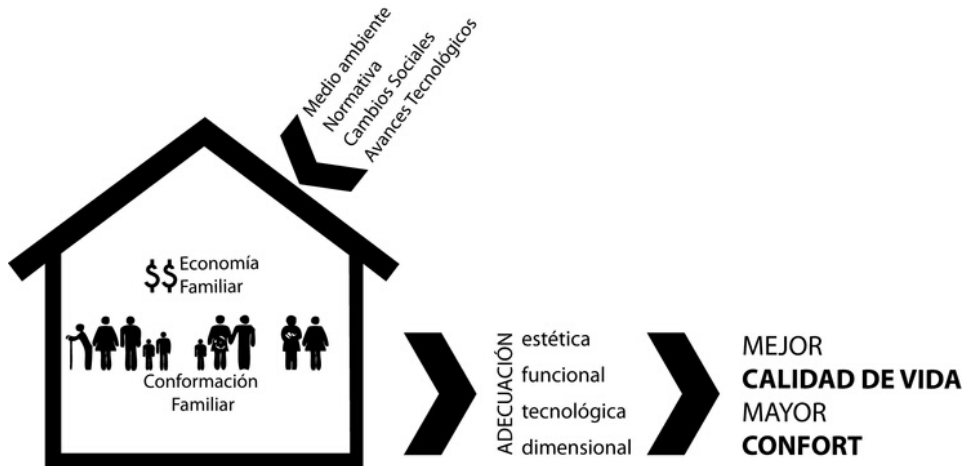 Medio ambiente
Normativa
Cambios Sociales
Avances Tecnológicos
$$ Economía
Familiar
Conformación
Familiar
ADECUACIÓN
estética
funcional
tecnológica
dimensional
MEJOR
CALIDAD DE VIDA
MAYOR
CONFORT